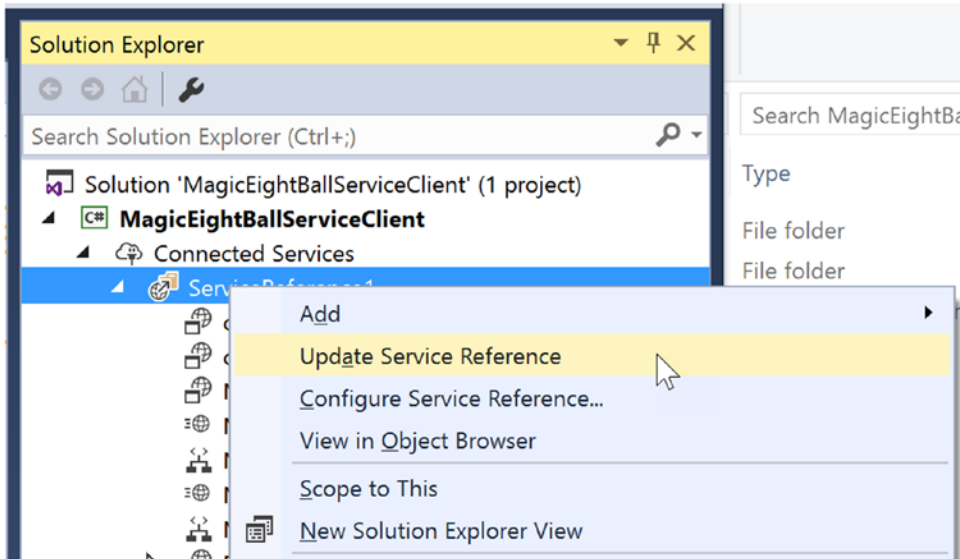 Solution Explorer
Search Solution Explorer (Ctrl+;)
Search MagicEightBa
Type
Solution 'MagicEightBallServiceClient' (1 project)
C# MagicEightBallServiceClient
File folder
Connected Services
File folder
ServiceReference1
Add
Update Service Reference
Configure Service Reference...
View in Object Browser
Scope to This
New Solution Explorer View